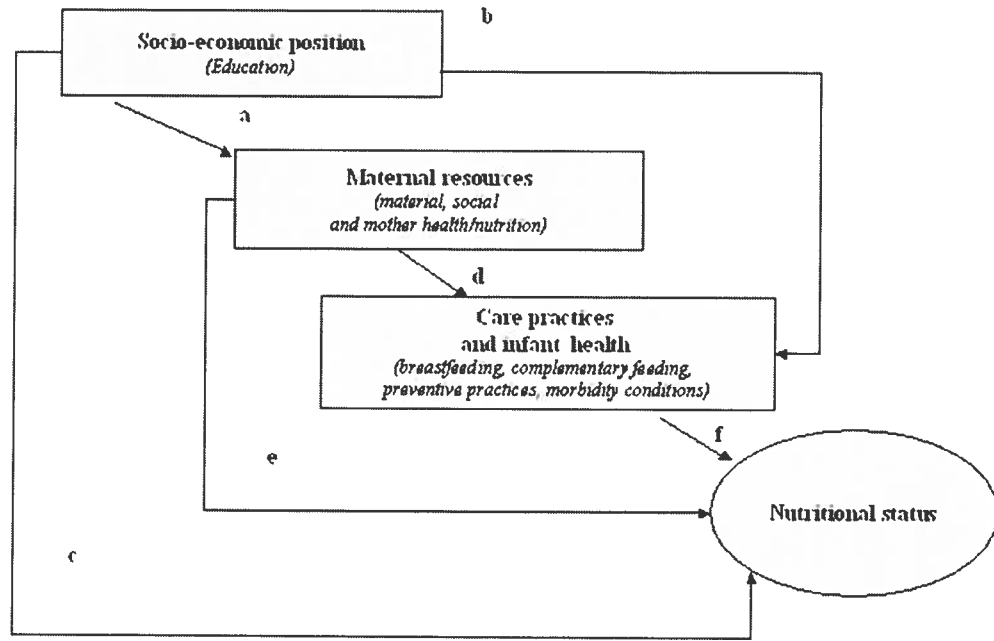 b
Socio-economic position
(Education)
a
Maternal resources
(material, social
and mother health/nutrition)
d
Care practices
and infant health
(breastfeeding, complementary feeding,
preventive practices, morbidity conditions)
f
e
Nutritional status
c